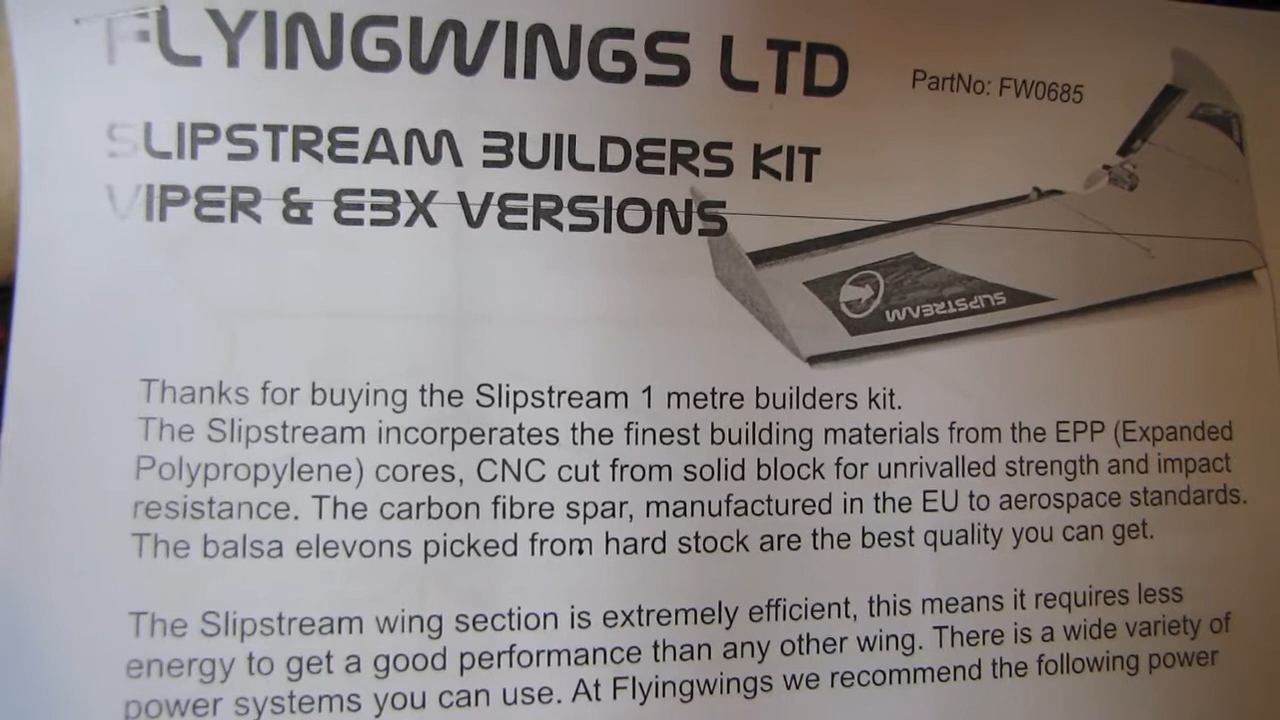 FLYINGWINGS LTD
PartNo: FW0685
SLIPSTREAM BUILDERS KIT
VIPER & E3X VERSIONS
SLIPSTREAM
Thanks for buying the Slipstream 1 metre builders kit.
The Slipstream incorperates the finest building materials from the EPP (Expanded
Polypropylene) cores, CNC cut from solid block for unrivalled strength and impact
resistance. The carbon fibre spar, manufactured in the EU to aerospace standards.
The balsa elevons picked from hard stock are the best quality you can get.
The Slipstream wing section is extremely efficient, this means it requires less
energy to get a good performance than any other wing. There is a wide variety of
power systems you can use. At Flyingwings we recommend the following power